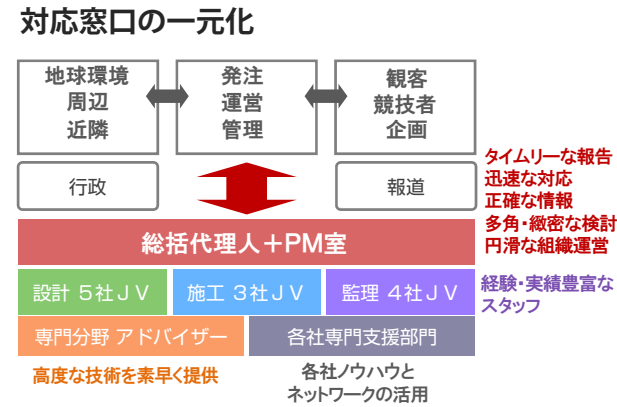 対応窓口の一元化
地球環境
周辺
近隣
発注
運営
管理
観客
競技者
企画
行政
報道
タイムリーな報告
迅速な対応
正確な情報
多角・緻密な検討
円滑な組織運営
総括代理人＋PM室
設計 5社ＪＶ
施工 3社ＪＶ
監理 4社ＪＶ
経験・実績豊富な
スタッフ
専門分野 アドバイザー
各社専門支援部門
高度な技術を素早く提供
各社ノウハウと
ネットワークの活用